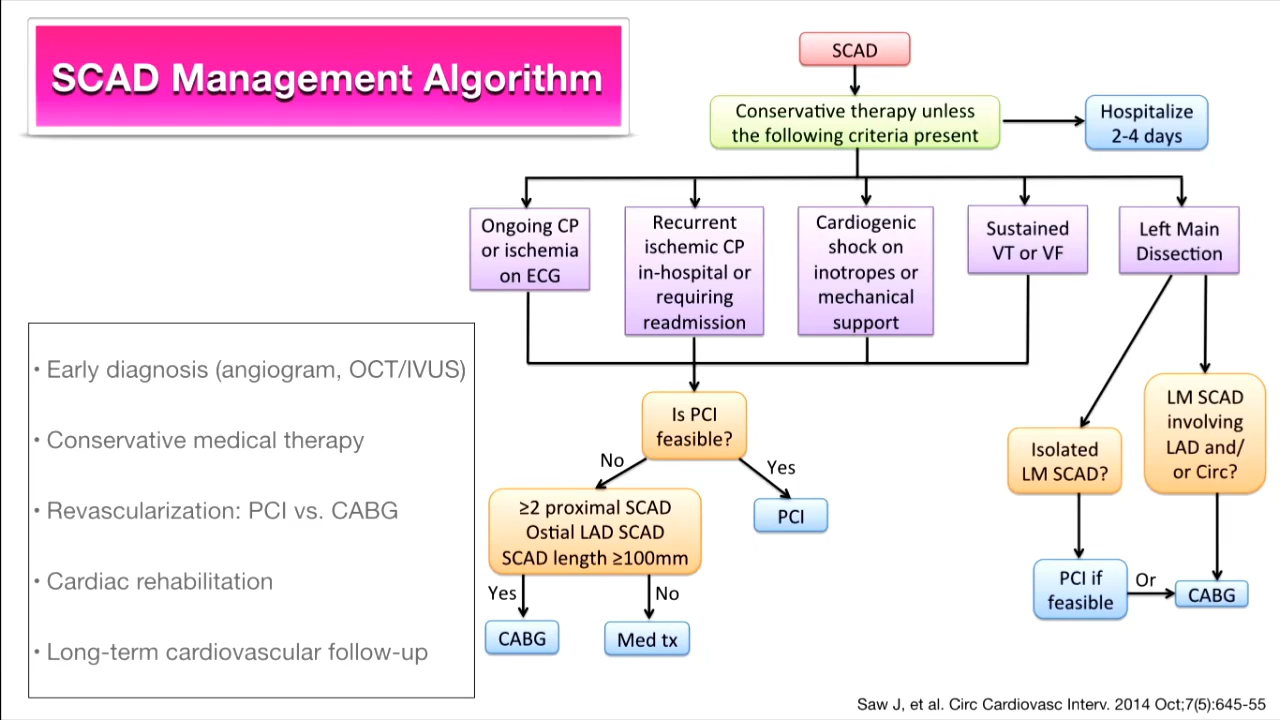 SCAD Management Algorithm
SCAD
Conservative therapy unless
the following criteria present
Hospitalize
2-4 days
Ongoing CP
or ischemia
on ECG
Recurrent
ischemic CP
in-hospital or
requiring
readmission
Cardiogenic
shock on
inotropes or
mechanical
support
Sustained
VT or VF
Left Main
Dissection
• Early diagnosis (angiogram, OCT/IVUS)
• Conservative medical therapy
• Revascularization: PCI vs. CABG
• Cardiac rehabilitation
• Long-term cardiovascular follow-up
Is PCI
feasible?
No
Yes
≥2 proximal SCAD
Ostial LAD SCAD
SCAD length ≥100mm
PCI
Yes
No
CABG
Med tx
Isolated
LM SCAD?
LM SCAD
involving
LAD and/
or Circ?
PCI if
feasible
Or
CABG
Saw J, et al. Circ Cardiovasc Interv. 2014 Oct;7(5):645-55